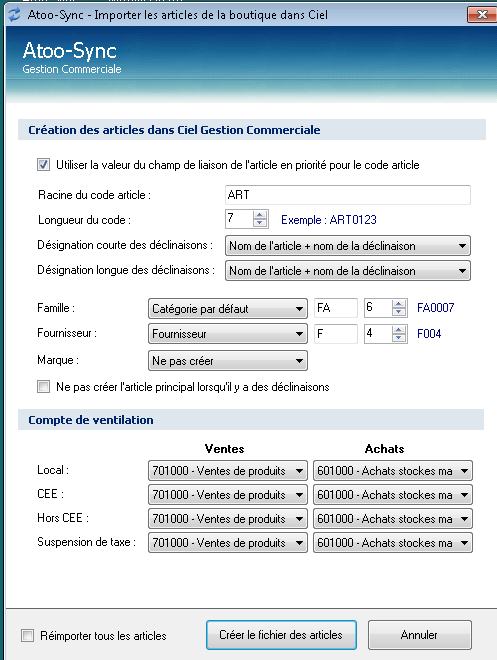 Atoo-Sync - Importer les articles de la boutique dans Ciel
Atoo-Sync
Gestion Commerciale
Création des articles dans Ciel Gestion Commerciale
Utiliser la valeur du champ de liaison de l'article en priorité pour le code article
Racine du code article : ART
Longueur du code : 7 Exemple : ART0123
Désignation courte des déclinaisons : Nom de l'article + nom de la déclinaison
Désignation longue des déclinaisons : Nom de l'article + nom de la déclinaison
Famille : Catégorie par défaut FA 6 FA0007
Fournisseur : Fournisseur F 4 F004
Marque : Ne pas créer
Ne pas créer l'article principal lorsqu'il y a des déclinaisons
Compte de ventilation
Ventes Achats
Local : 701000 - Ventes de produits 601000 - Achats stockes ma
CEE : 701000 - Ventes de produits 601000 - Achats stockes ma
Hors CEE : 701000 - Ventes de produits 601000 - Achats stockes ma
Suspension de taxe : 701000 - Ventes de produits 601000 - Achats stockes ma
Réimporter tous les articles Créer le fichier des articles Annuler